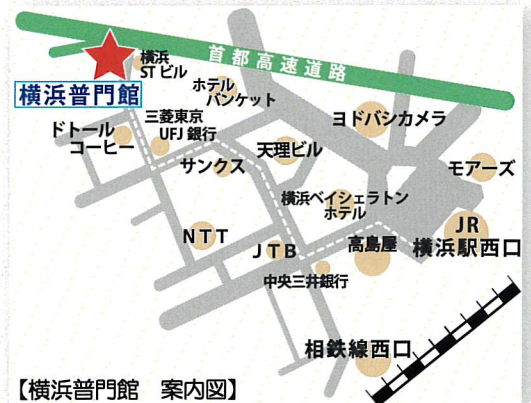 首都高速道路
横浜
STビル
横浜普門館
ホテル
バンケット
三菱東京
UFJ銀行
ドトール
コーヒー
ヨドバシカメラ
天理ビル
サンクス
モアーズ
横浜ベイシェラトン
ホテル
NTT
JTB
高島屋
JR
横浜駅西口
中央三井銀行
相鉄線西口
【横浜普門館 案内図】